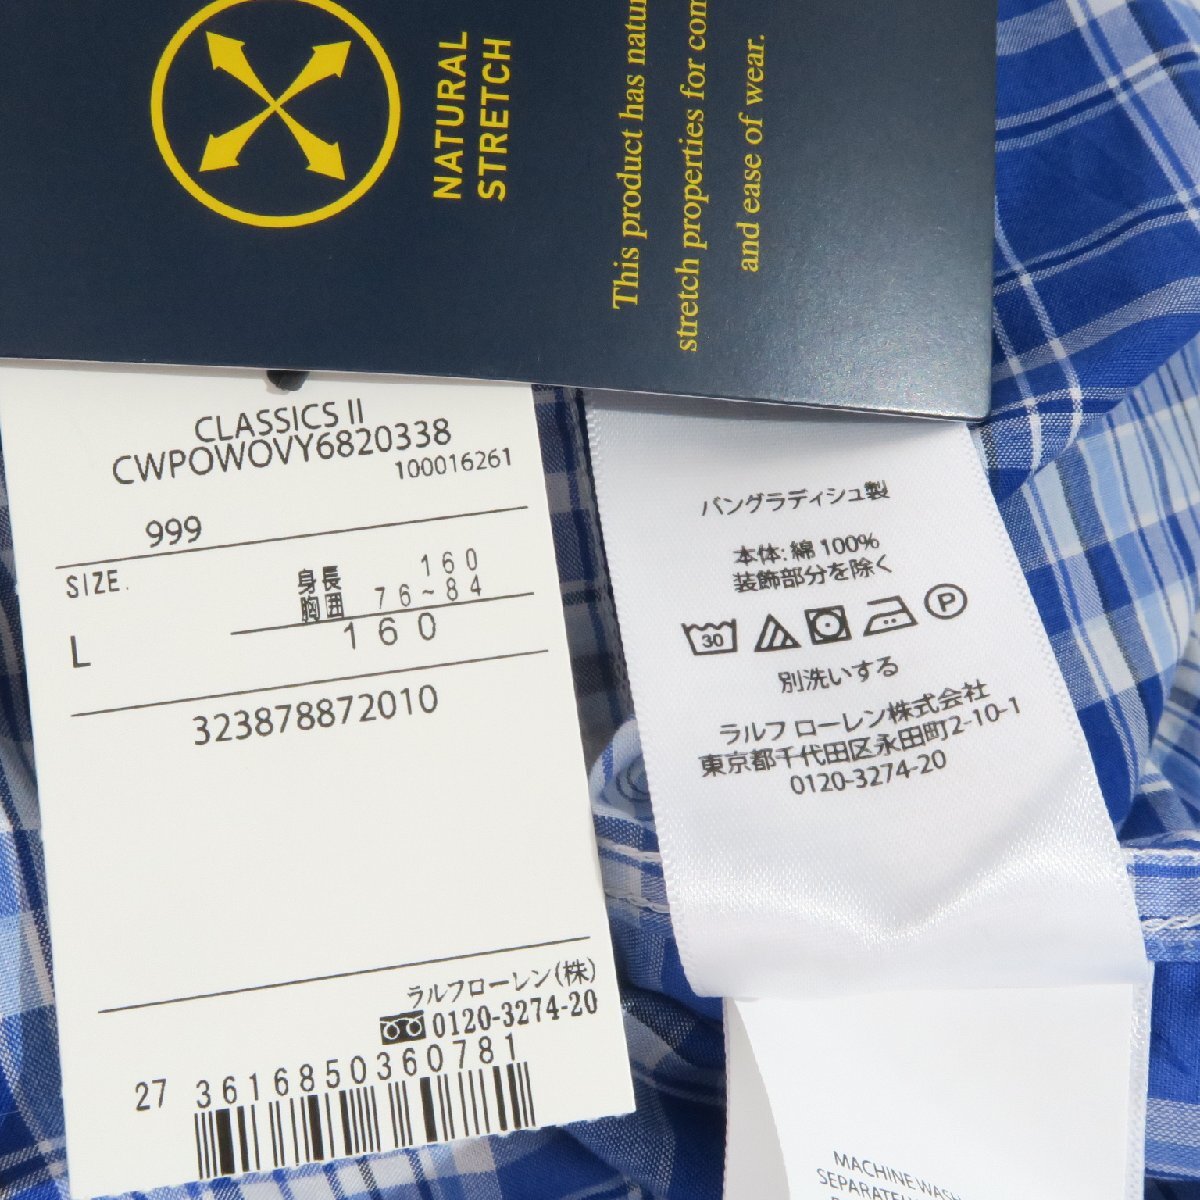 NATURAL
STRETCH
This product has natur
stretch properties for com
and ease of wear.
CLASSICS II
CWPOWOVY6820338
100016261
999
SIZE.
身長 160
胸囲 76~84
L
160
323878872010
ラルフローレン(株)
0120-3274-20
27 3616850360781
バングラディシュ製
本体: 綿 100%
装飾部分を除く
30
P
別洗いする
ラルフ ローレン株式会社
東京都千代田区永田町2-10-1
0120-3274-20
MACHINE WASH
SEPARATELY